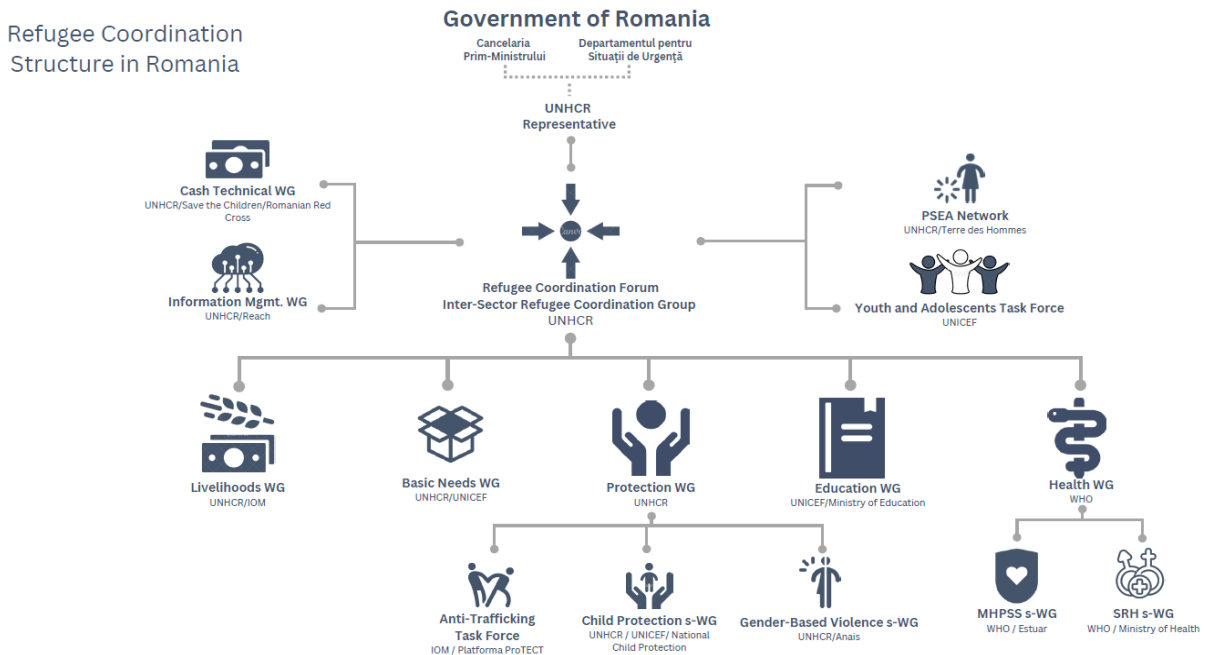 Refugee Coordination
Structure in Romania
Government of Romania
Cancelaria
Prim-Ministrului
Departamentul pentru
Situații de Urgență
UNHCR
Representative
Cash Technical WG
UNHCR/Save the Children/Romanian Red
Cross
Information Mgmt. WG
UNHCR/Reach
PSEA Network
UNHCR/Terre des Hommes
Youth and Adolescents Task Force
UNICEF
Refugee Coordination Forum
Inter-Sector Refugee Coordination Group
UNHCR
Livelihoods WG
UNHCR/IOM
Basic Needs WG
UNHCR/UNICEF
Protection WG
UNHCR
Education WG
UNICEF/Ministry of Education
Health WG
WHO
Anti-Trafficking
Task Force
IOM / Platforma ProTECT
Child Protection s-WG
UNHCR / UNICEF/ National
Child Protection
Gender-Based Violence s-WG
UNHCR/Anais
MHPSS s-WG
WHO / Estuar
SRH s-WG
WHO / Ministry of Health